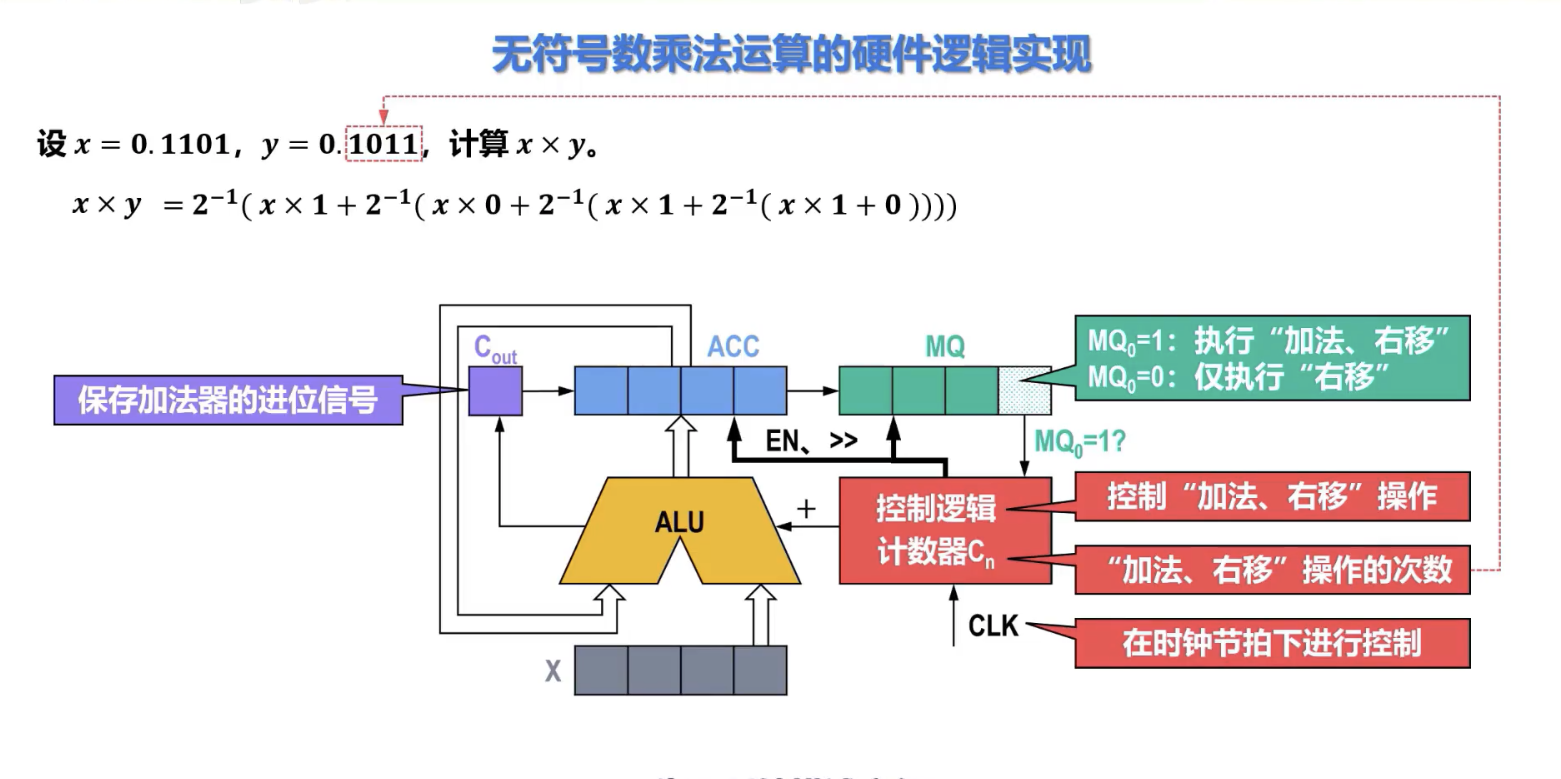 无符号数乘法运算的硬件逻辑实现
设 x = 0.1101，y = 0.1011，计算 x × y。
x × y = 2⁻¹( x × 1 + 2⁻¹( x × 0 + 2⁻¹( x × 1 + 2⁻¹( x × 1 + 0 ))))
Cout
ACC
MQ
MQ0=1：执行“加法、右移”
MQ0=0：仅执行“右移”
保存加法器的进位信号
EN、>>
MQ0=1?
ALU
+
控制逻辑
计数器Cn
控制“加法、右移”操作
“加法、右移”操作的次数
CLK
在时钟节拍下进行控制
X